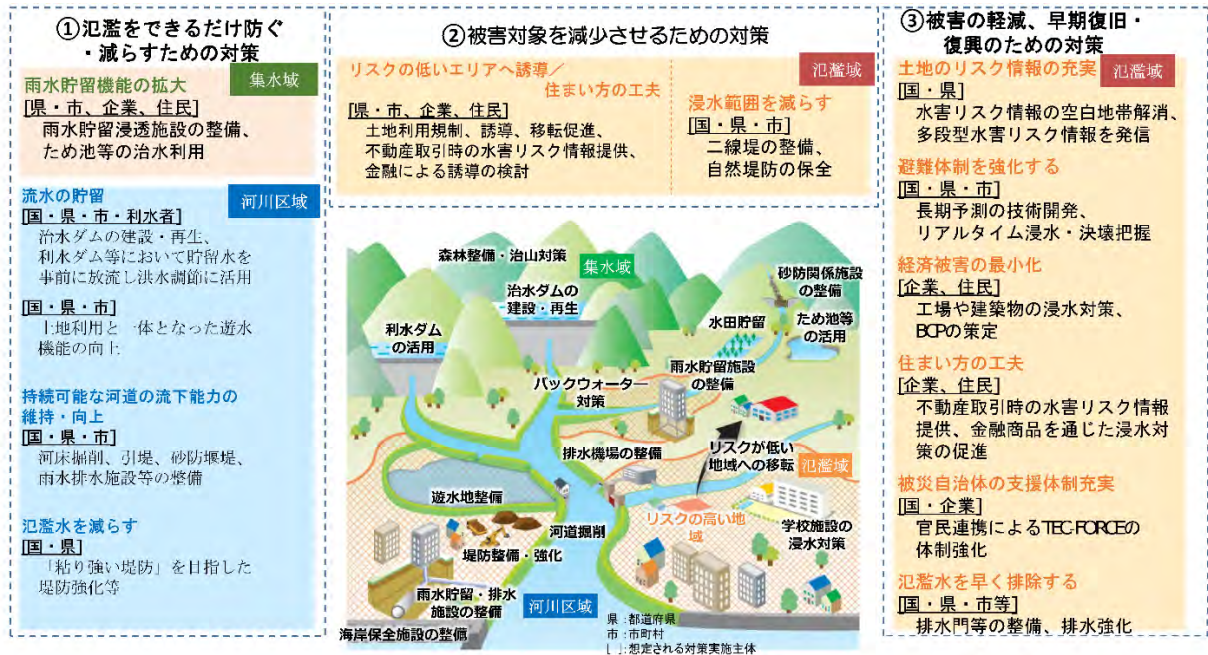 ①氾濫をできるだけ防ぐ
・減らすための対策
雨水貯留機能の拡大
集水域
[県・市、企業、住民]
雨水貯留浸透施設の整備、
ため池等の治水利用
流水の貯留
河川区域
[国・県・市・利水者]
治水ダムの建設・再生、
利水ダム等において貯留水を
事前に放流し洪水調節に活用
[国・県・市]
土地利用と一体となった遊水
機能の向上
持続可能な河道の流下能力の
維持・向上
[国・県・市]
河床掘削、引堤、砂防堰堤、
雨水排水施設等の整備
氾濫水を減らす
[国・県]
「粘り強い堤防」を目指した
堤防強化等
②被害対象を減少させるための対策
リスクの低いエリアへ誘導／
住まい方の工夫
[県・市、企業、住民]
土地利用規制、誘導、移転促進、
不動産取引時の水害リスク情報提供、
金融による誘導の検討
氾濫域
浸水範囲を減らす
[国・県・市]
二線堤の整備、
自然堤防の保全
森林整備・治山対策
集水域
砂防関係施設
の整備
治水ダムの
建設・再生
水田貯留
ため池等
の活用
利水ダム
の活用
雨水貯留施設
の整備
バックウォーター
対策
リスクが低い
地域への移転
排水機場の整備
氾濫域
遊水地整備
リスクの高い地
域
学校施設の
浸水対策
河道掘削
堤防整備・強化
雨水貯留・排水
施設の整備
河川区域
海岸保全施設の整備
県：都道府県
市：市町村
[ ]：想定される対策実施主体
③被害の軽減、早期復旧・
復興のための対策
土地のリスク情報の充実
氾濫域
[国・県]
水害リスク情報の空白地帯解消、
多段型水害リスク情報を発信
避難体制を強化する
[国・県・市]
長期予測の技術開発、
リアルタイム浸水・決壊把握
経済被害の最小化
[企業、住民]
工場や建築物の浸水対策、
BCPの策定
住まい方の工夫
[企業、住民]
不動産取引時の水害リスク情報
提供、金融商品を通じた浸水対
策の促進
被災自治体の支援体制充実
[国・企業]
官民連携によるTEC-FORCEの
体制強化
氾濫水を早く排除する
[国・県・市等]
排水門等の整備、排水強化